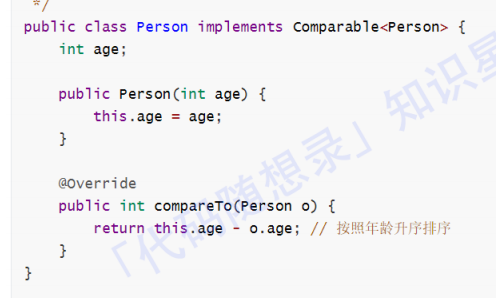 */
public class Person implements Comparable<Person> {
    int age;
    public Person(int age) {
        this.age = age;
    }
    @Override
    public int compareTo(Person o) {
        return this.age - o.age; // 按照年龄升序排序
    }
}
「代码随想录」知识星